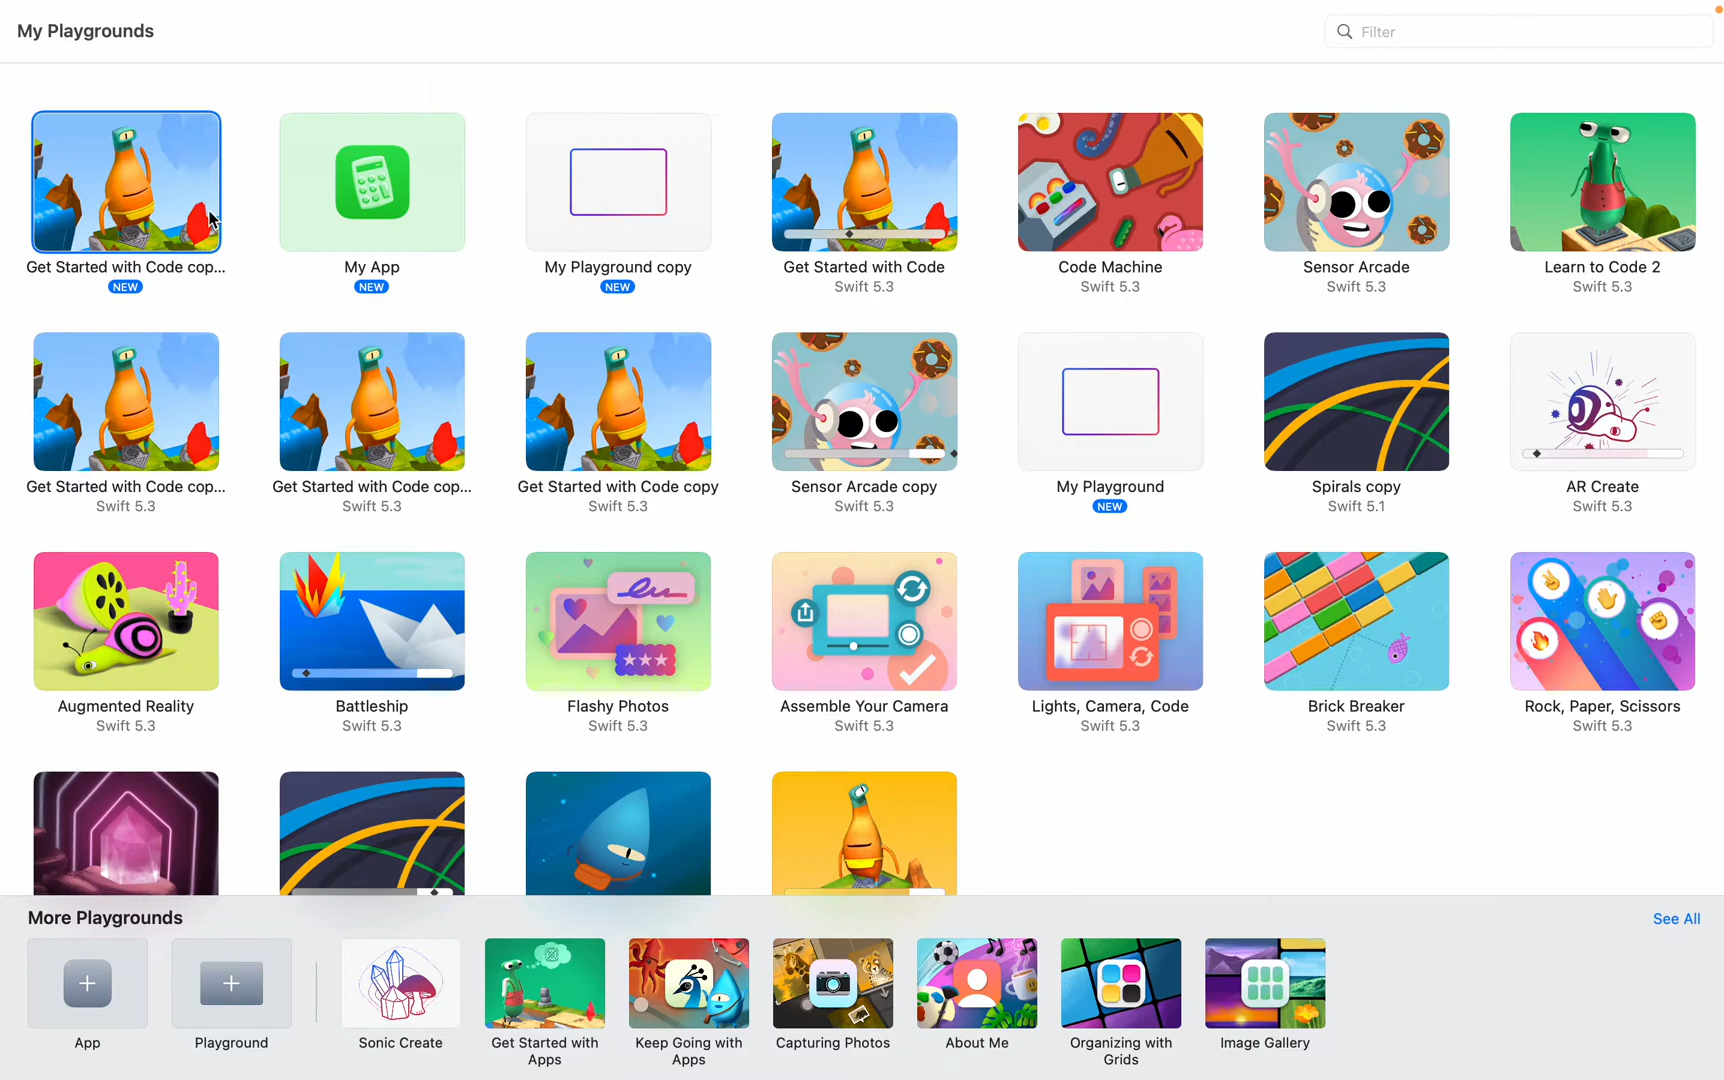 My Playgrounds
Filter
Get Started with Code cop...
NEW
My App
NEW
My Playground copy
NEW
Get Started with Code
Swift 5.3
Code Machine
Swift 5.3
Sensor Arcade
Swift 5.3
Learn to Code 2
Swift 5.3
Get Started with Code cop...
Swift 5.3
Get Started with Code cop...
Swift 5.3
Get Started with Code copy
Swift 5.3
Sensor Arcade copy
Swift 5.3
My Playground
NEW
Spirals copy
Swift 5.1
AR Create
Swift 5.3
Augmented Reality
Swift 5.3
Battleship
Swift 5.3
Flashy Photos
Swift 5.3
Assemble Your Camera
Swift 5.3
Lights, Camera, Code
Swift 5.3
Brick Breaker
Swift 5.3
Rock, Paper, Scissors
Swift 5.3
More Playgrounds
See All
App
Playground
Sonic Create
Get Started with
Apps
Keep Going with
Apps
Capturing Photos
About Me
Organizing with
Grids
Image Gallery